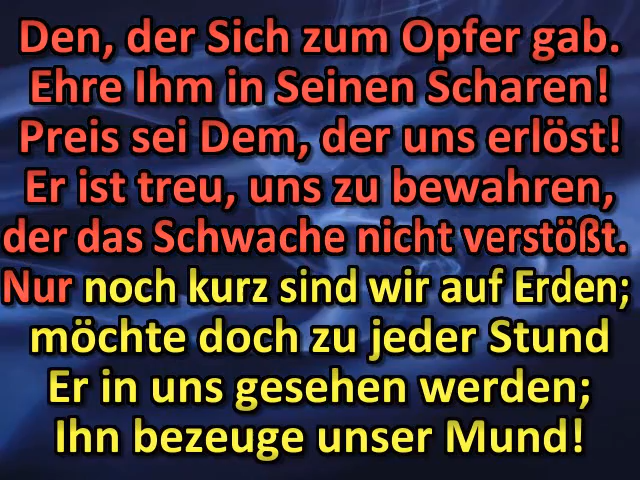 Den, der Sich zum Opfer gab.
Ehre Ihm in Seinen Scharen!
Preis sei Dem, der uns erlöst!
Er ist treu, uns zu bewahren,
der das Schwache nicht verstößt.
Nur noch kurz sind wir auf Erden;
möchte doch zu jeder Stund
Er in uns gesehen werden;
Ihn bezeuge unser Mund!